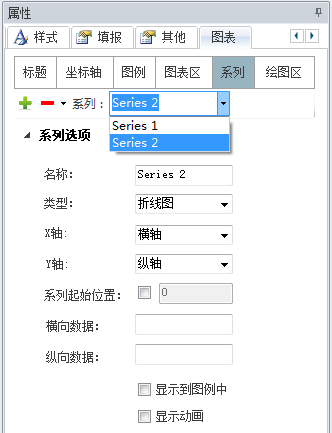 属性
样式 填报 其他 图表
标题 坐标轴 图例 图表区 系列 绘图区
系列： Series 2
Series 1
Series 2
系列选项
名称： Series 2
类型： 折线图
X轴: 横轴
Y轴: 纵轴
系列起始位置： 0
横向数据：
纵向数据：
显示到图例中
显示动画